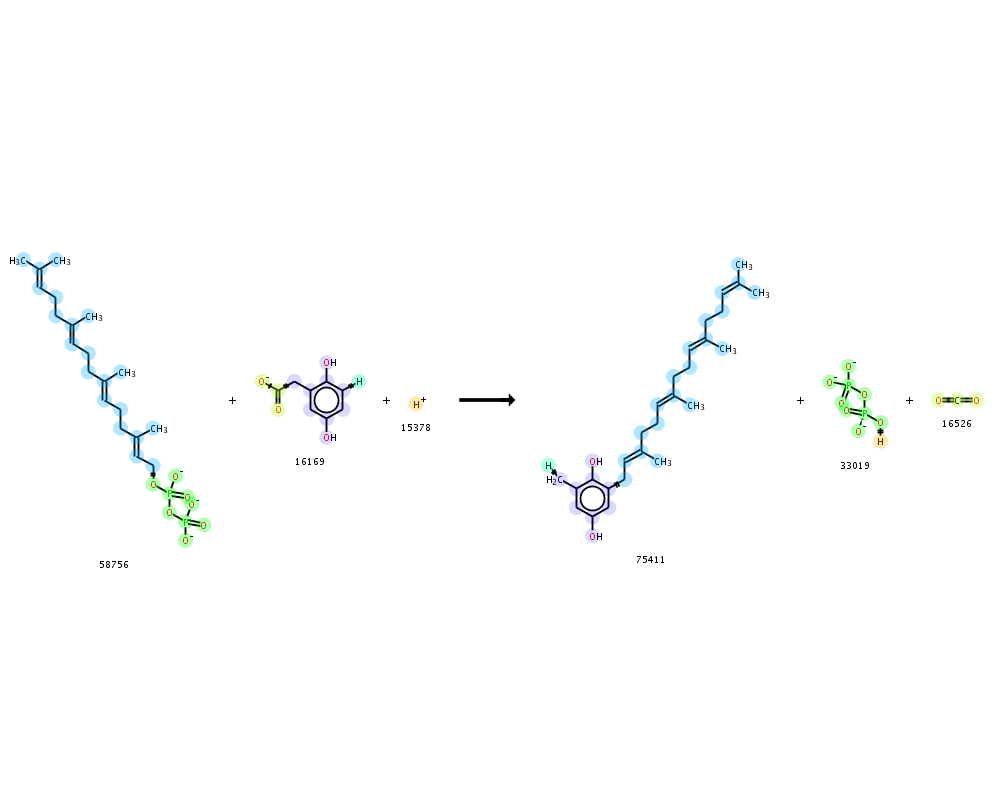 H₃C CH₃
CH₃
CH₃
CH₃
O O⁻
P O
O O⁻
P O
O⁻
58756
+
O⁻ O
OH
H
OH
16169
+
H⁺
15378
CH₃
CH₃
CH₃
CH₃
CH₃
H
H₂C
OH
OH
75411
+
O⁻
O⁻ P O
O O P O
O⁻ H
33019
+
O C O
16526